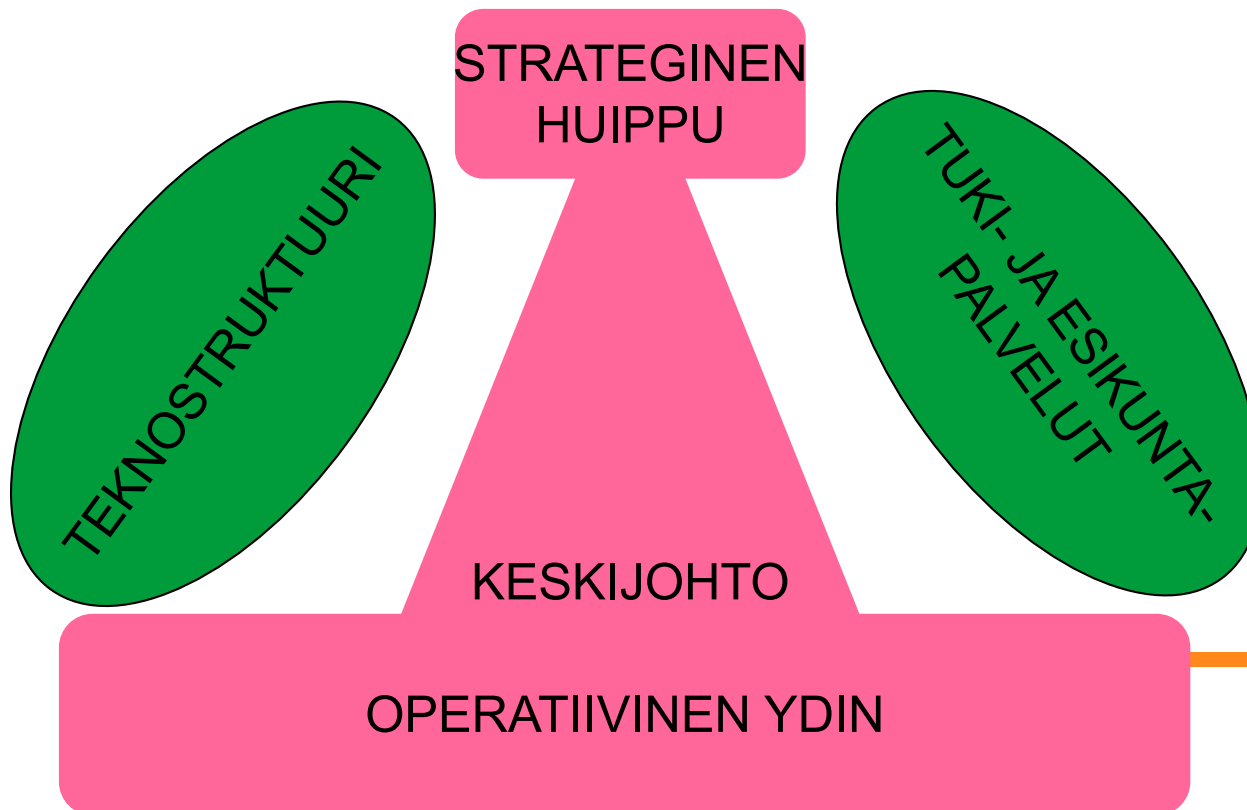 STRATEGINEN
HUIPPU
TEKNOSTRUKTUURI
TUKI- JA ESIKUNTA-
PALVELUT
KESKIJOHTO
OPERATIIVINEN YDIN